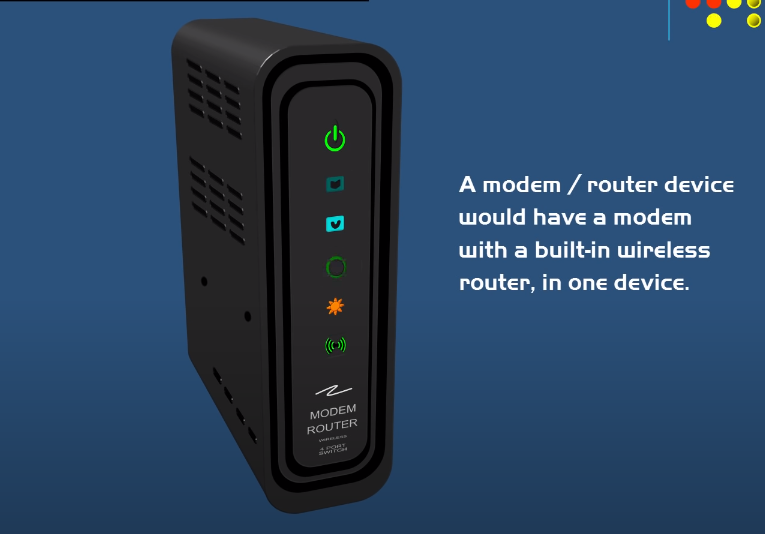 A modem / router device
would have a modem
with a built-in wireless
router, in one device.
MODEM
ROUTER
WIRELESS
4 PORT
SWITCH